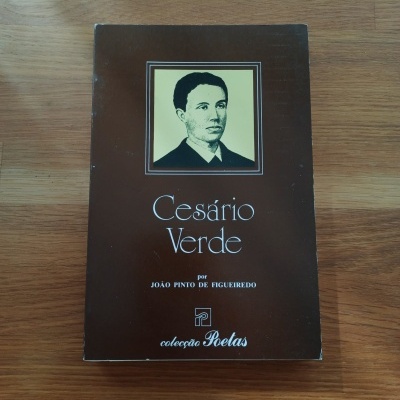 Cesário
Verde
por
JOÃO PINTO DE FIGUEIREDO
colecção Poetas